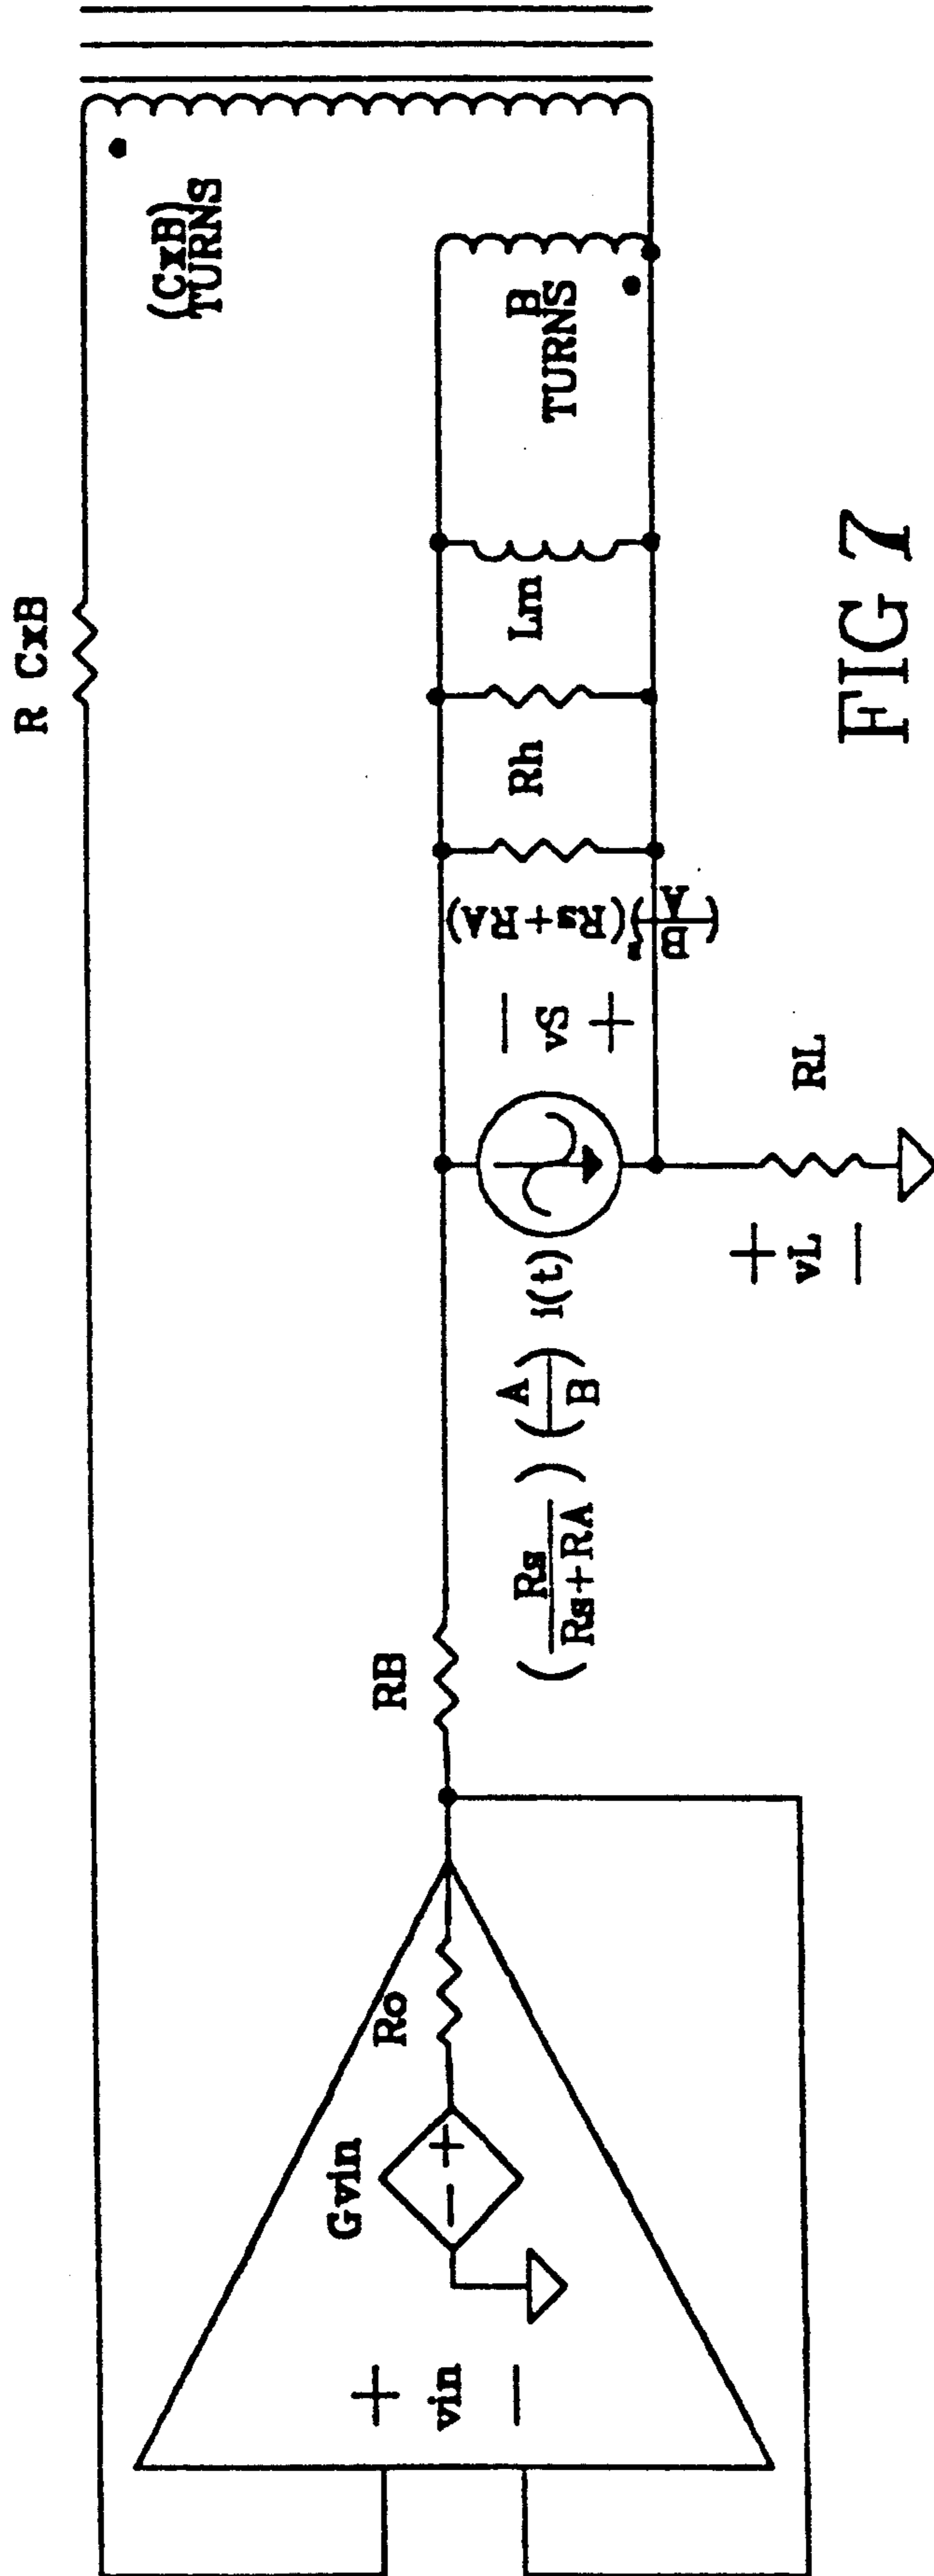 R CxB
(CxB)
TURNS
Gvin
Ro
+
vin
−
− +
RB
(Rs/Rs+RA) (A/B) i(t)
− vS +
(B/A)² (Rs+RA)
Rh
Lm
B
TURNS
+
vL
−
RL
FIG 7